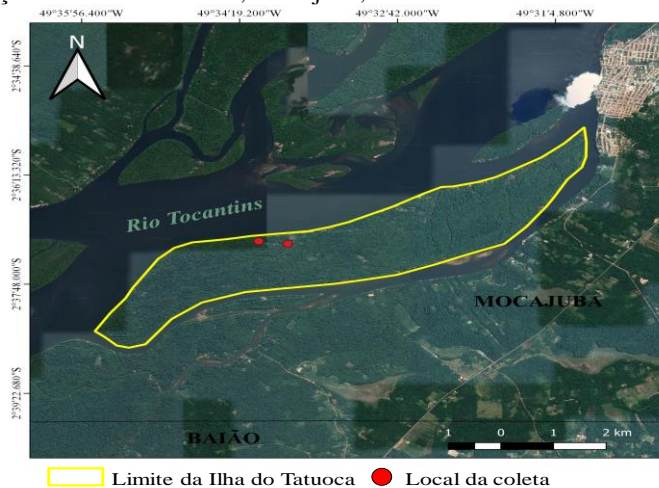 49°35'56.400"W 49°34'19.200"W 49°32'42.000"W 49°31'4.800"W
N
2°34'38.640"S
2°36'13.320"S
Rio Tocantins
2°37'48.000"S
MOCAJUBA
2°39'22.680"S
BAIÃO
1 0 1 2 km
Limite da Ilha do Tatuoca Local da coleta